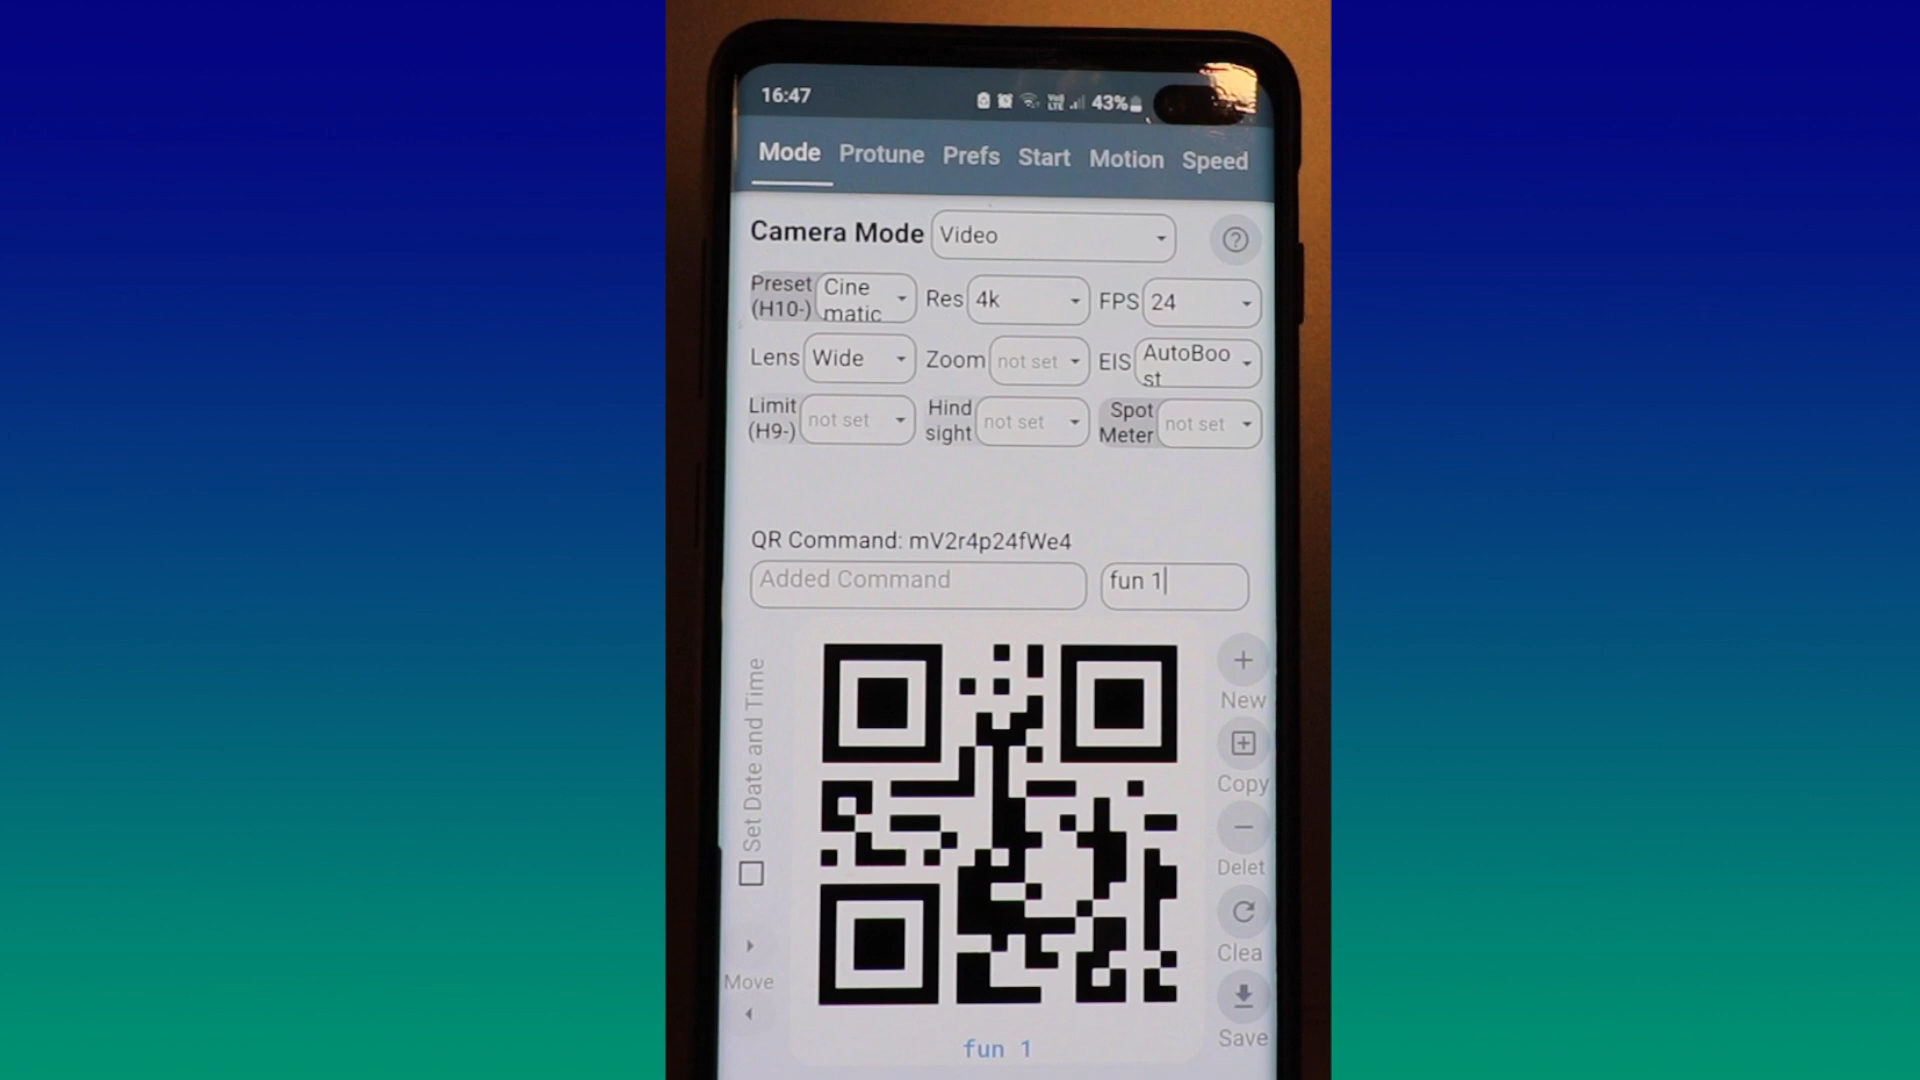 16:47 Vo) LTE 43%
Mode Protune Prefs Start Motion Speed
Camera Mode Video ?
Preset (H10-) Cine matic Res 4k FPS 24
Lens Wide Zoom not set EIS AutoBoo st
Limit (H9-) not set Hind sight not set Spot Meter not set
QR Command: mV2r4p24fWe4
Added Command fun 1
Set Date and Time
New
Copy
Delet
Clea
Move
Save
fun 1